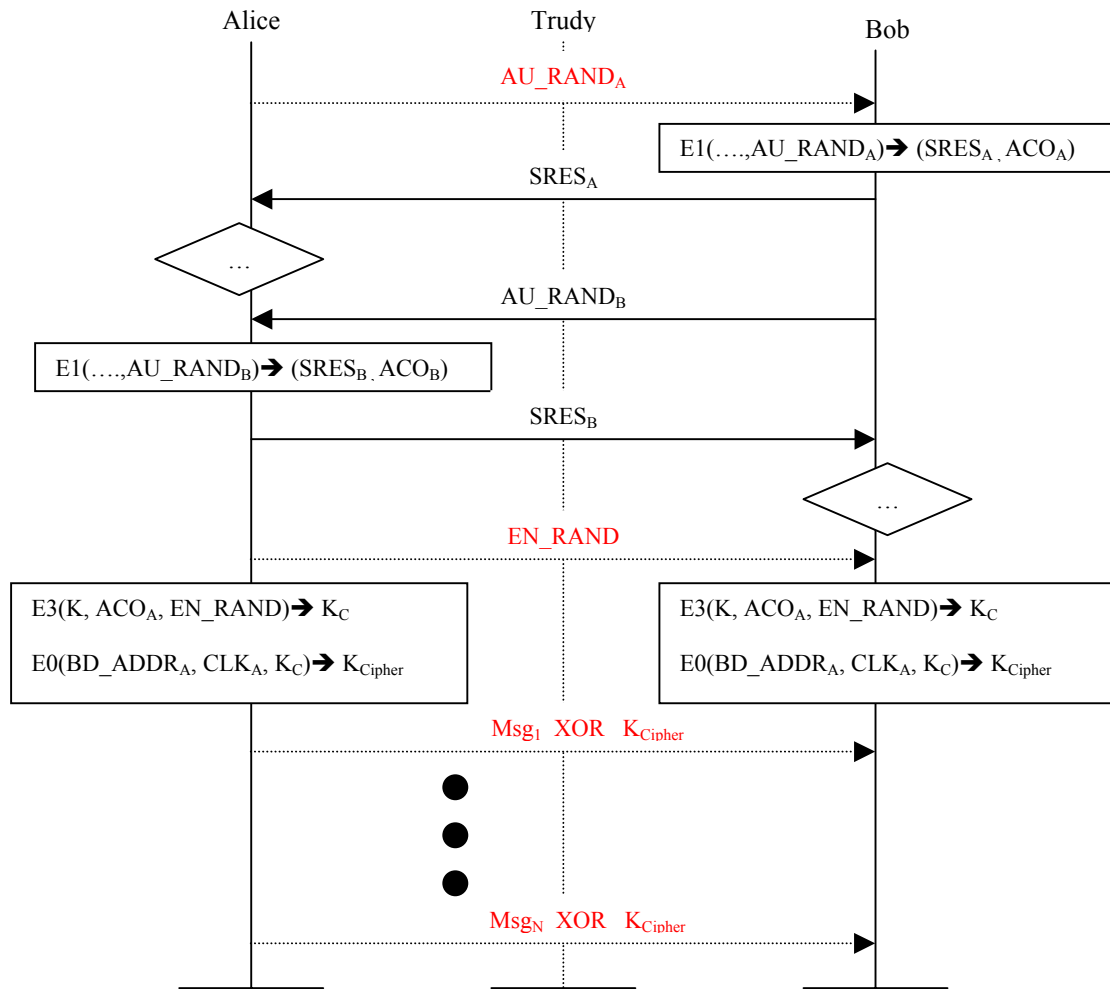 Alice
Trudy
Bob
AU_RANDA
E1(….,AU_RANDA)➔ (SRESA , ACOA)
SRESA
…
AU_RANDB
E1(….,AU_RANDB)➔ (SRESB , ACOB)
SRESB
…
EN_RAND
E3(K, ACOA, EN_RAND)➔ KC
E0(BD_ADDRA, CLKA, KC)➔ KCipher
E3(K, ACOA, EN_RAND)➔ KC
E0(BD_ADDRA, CLKA, KC)➔ KCipher
Msg1 XOR KCipher
MsgN XOR KCipher